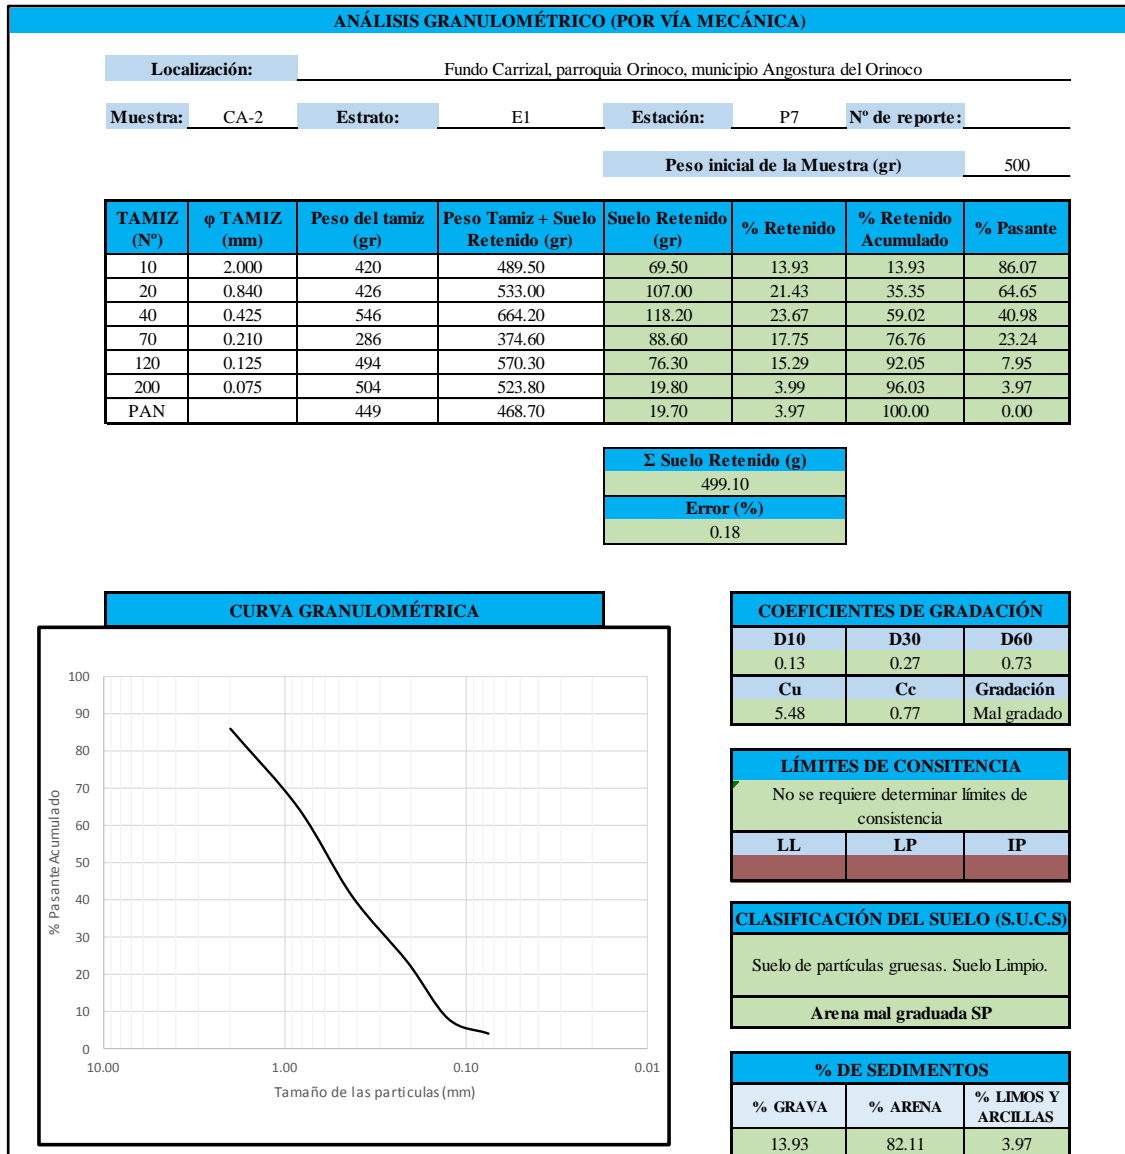 ANÁLISIS GRANULOMÉTRICO (POR VÍA MECÁNICA)
Localización: Fundo Carrizal, parroquia Orinoco, municipio Angostura del Orinoco
Muestra: CA-2 Estrato: E1 Estación: P7 Nº de reporte:
Peso inicial de la Muestra (gr) 500
TAMIZ (Nº) φ TAMIZ (mm) Peso del tamiz (gr) Peso Tamiz + Suelo Retenido (gr) Suelo Retenido (gr) % Retenido % Retenido Acumulado % Pasante
10 2.000 420 489.50 69.50 13.93 13.93 86.07
20 0.840 426 533.00 107.00 21.43 35.35 64.65
40 0.425 546 664.20 118.20 23.67 59.02 40.98
70 0.210 286 374.60 88.60 17.75 76.76 23.24
120 0.125 494 570.30 76.30 15.29 92.05 7.95
200 0.075 504 523.80 19.80 3.99 96.03 3.97
PAN 449 468.70 19.70 3.97 100.00 0.00
Σ Suelo Retenido (g)
499.10
Error (%)
0.18
CURVA GRANULOMÉTRICA
% Pasante Acumulado
100
90
80
70
60
50
40
30
20
10
0
10.00 1.00 0.10 0.01
Tamaño de las particulas (mm)
COEFICIENTES DE GRADACIÓN
D10 D30 D60
0.13 0.27 0.73
Cu Cc Gradación
5.48 0.77 Mal gradado
LÍMITES DE CONSITENCIA
No se requiere determinar límites de
consistencia
LL LP IP
CLASIFICACIÓN DEL SUELO (S.U.C.S)
Suelo de partículas gruesas. Suelo Limpio.
Arena mal graduada SP
% DE SEDIMENTOS
% GRAVA % ARENA % LIMOS Y ARCILLAS
13.93 82.11 3.97